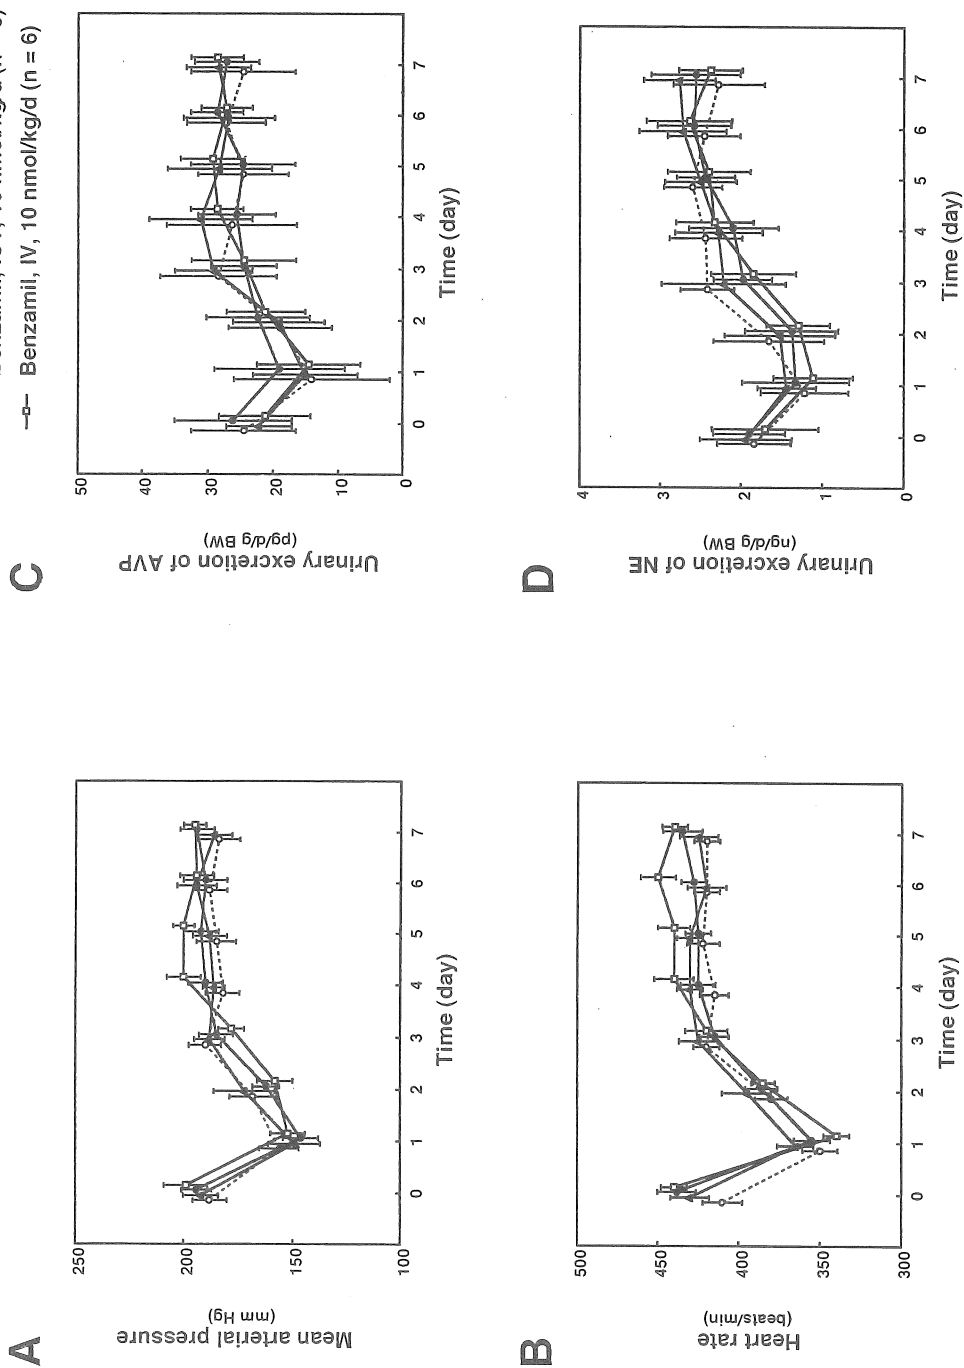 Benzamil, IV, 10 nmol/kg/d (n = 6)
A
Mean arterial pressure
(mm Hg)
250
200
150
100
0 1 2 3 4 5 6 7
Time (day)
B
Heart rate
(beats/min)
500
450
400
350
300
0 1 2 3 4 5 6 7
Time (day)
C
Urinary excretion of AVP
(pg/d/g BW)
50
40
30
20
10
0
0 1 2 3 4 5 6 7
Time (day)
D
Urinary excretion of NE
(ng/d/g BW)
4
3
2
1
0
0 1 2 3 4 5 6 7
Time (day)